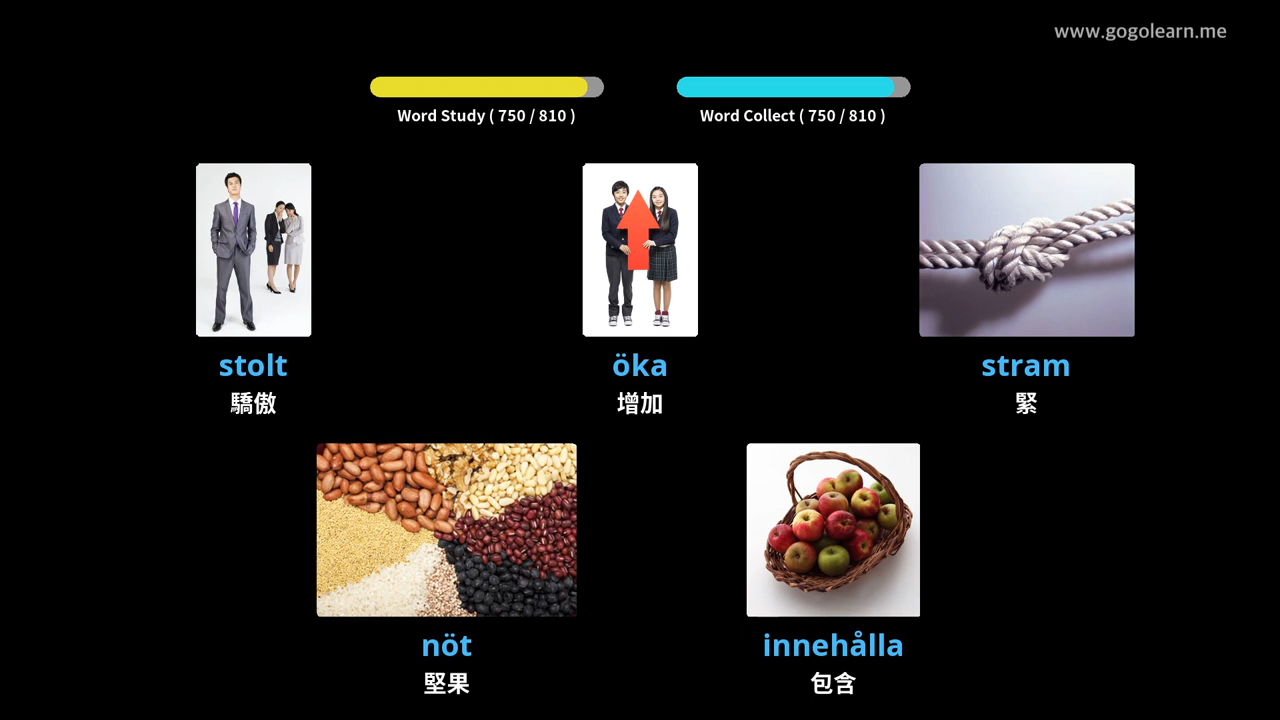 www.gogolearn.me
Word Study ( 750 / 810 )
Word Collect ( 750 / 810 )
stolt
驕傲
öka
增加
stram
緊
nöt
堅果
innehålla
包含